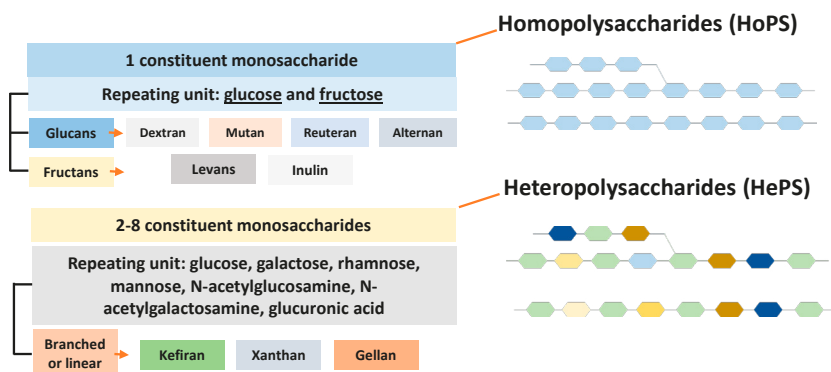 Homopolysaccharides (HoPS)
1 constituent monosaccharide
Repeating unit: glucose and fructose
Glucans
Dextran
Mutan
Reuteran
Alternan
Fructans
Levans
Inulin
Heteropolysaccharides (HePS)
2-8 constituent monosaccharides
Repeating unit: glucose, galactose, rhamnose,
mannose, N-acetylglucosamine, N-
acetylgalactosamine, glucuronic acid
Branched
or linear
Kefiran
Xanthan
Gellan